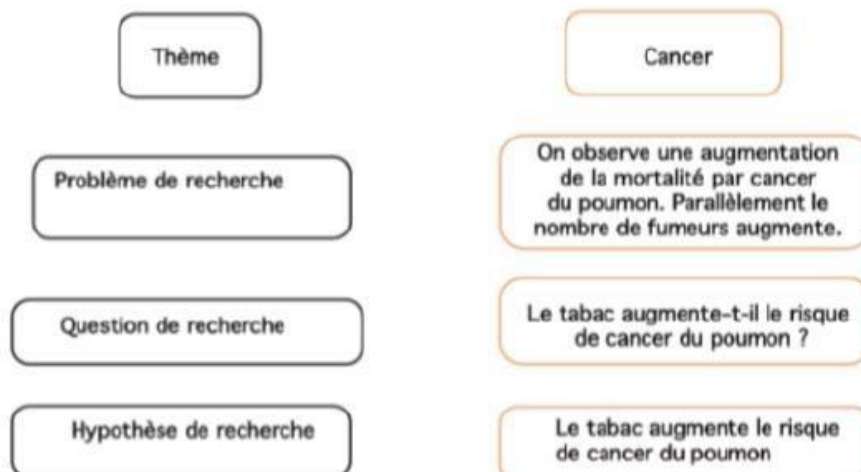 Thème
Cancer
Problème de recherche
On observe une augmentation
de la mortalité par cancer
du poumon. Parallèlement le
nombre de fumeurs augmente.
Question de recherche
Le tabac augmente-t-il le risque
de cancer du poumon ?
Hypothèse de recherche
Le tabac augmente le risque
de cancer du poumon